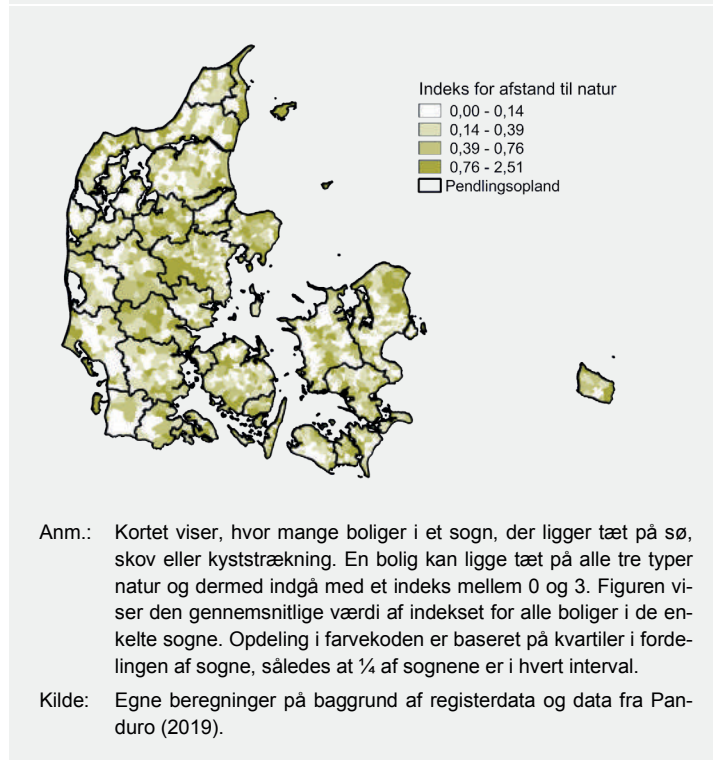 Indeks for afstand til natur
0,00 - 0,14
0,14 - 0,39
0,39 - 0,76
0,76 - 2,51
Pendlingsopland
Anm.: Kortet viser, hvor mange boliger i et sogn, der ligger tæt på sø,
skov eller kyststrækning. En bolig kan ligge tæt på alle tre typer
natur og dermed indgå med et indeks mellem 0 og 3. Figuren vi-
ser den gennemsnitlige værdi af indekset for alle boliger i de en-
kelte sogne. Opdeling i farvekoden er baseret på kvartiler i forde-
lingen af sogne, således at ¼ af sognene er i hvert interval.
Kilde: Egne beregninger på baggrund af registerdata og data fra Pan-
duro (2019).